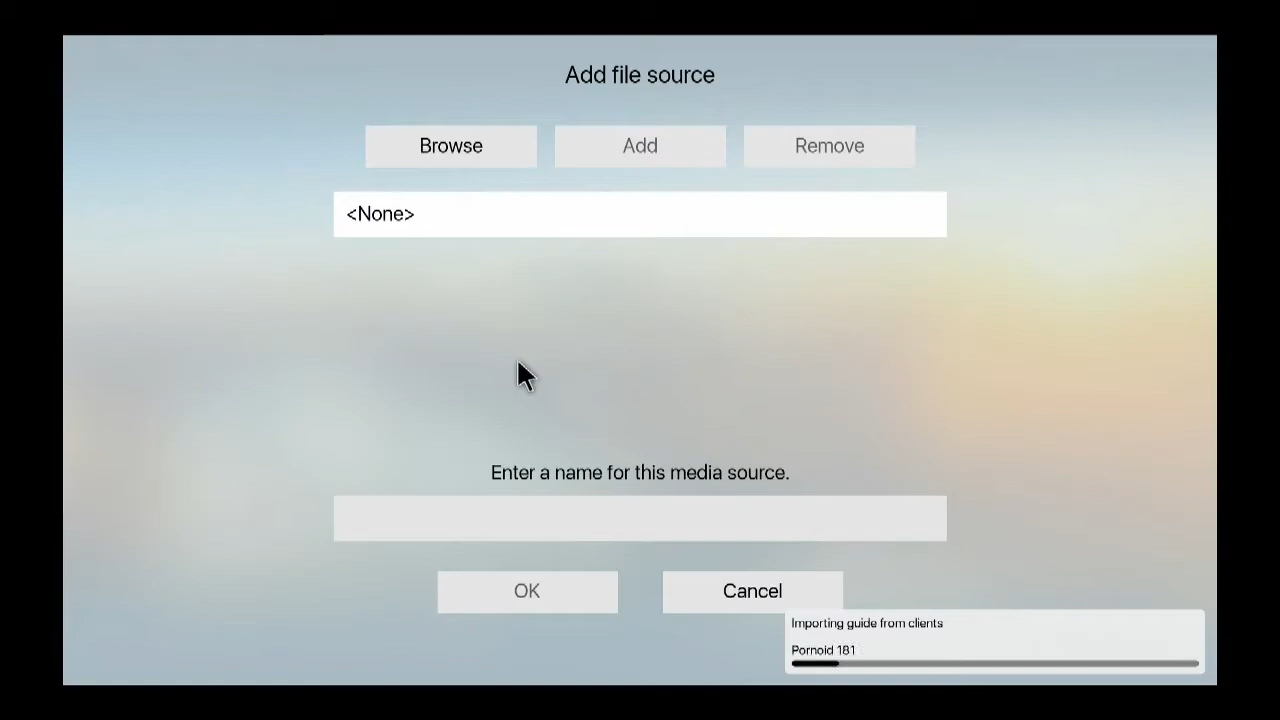 Add file source
Browse Add Remove
<None>
Enter a name for this media source.
OK Cancel
Importing guide from clients
Pornoid 181